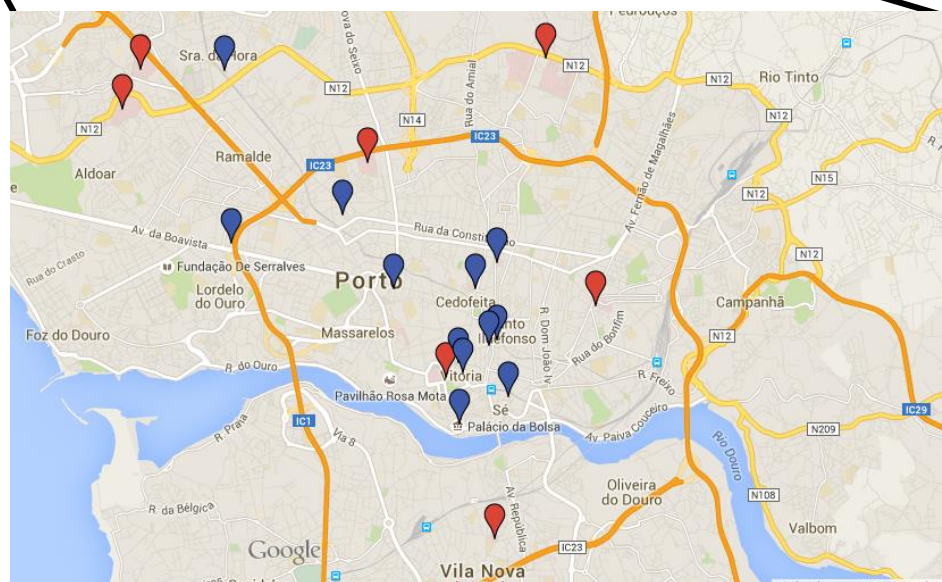 Pedrouços
Sra. da Hora
Rua Nova do Seixo
N12
Rua do Amial
N12
Rio Tinto
N14
N12
IC23
Av. Fernão de Magalhães
N12
Ramalde
IC23
Aldoar
N12
N15
Av. da Boavista
Rua da Constituição
N12
Rua do Crasto
Fundação De Serralves
Porto
Lordelo
do Ouro
Cedofeita
Campanhã
R. Dom João IV
Foz do Douro
Massarelos
Santo
Ildefonso
Rua do Bonfim
N12
R. do Ouro
Vitória
R. Freixo
Pavilhão Rosa Mota
Sé
IC29
IC1
Palácio da Bolsa
Av. Paiva Couceiro
R. Praia
Via 8
N209
Rio Douro
Oliveira
do Douro
N108
R. da Bélgica
Av. República
Valbom
Google
IC23
Vila Nova